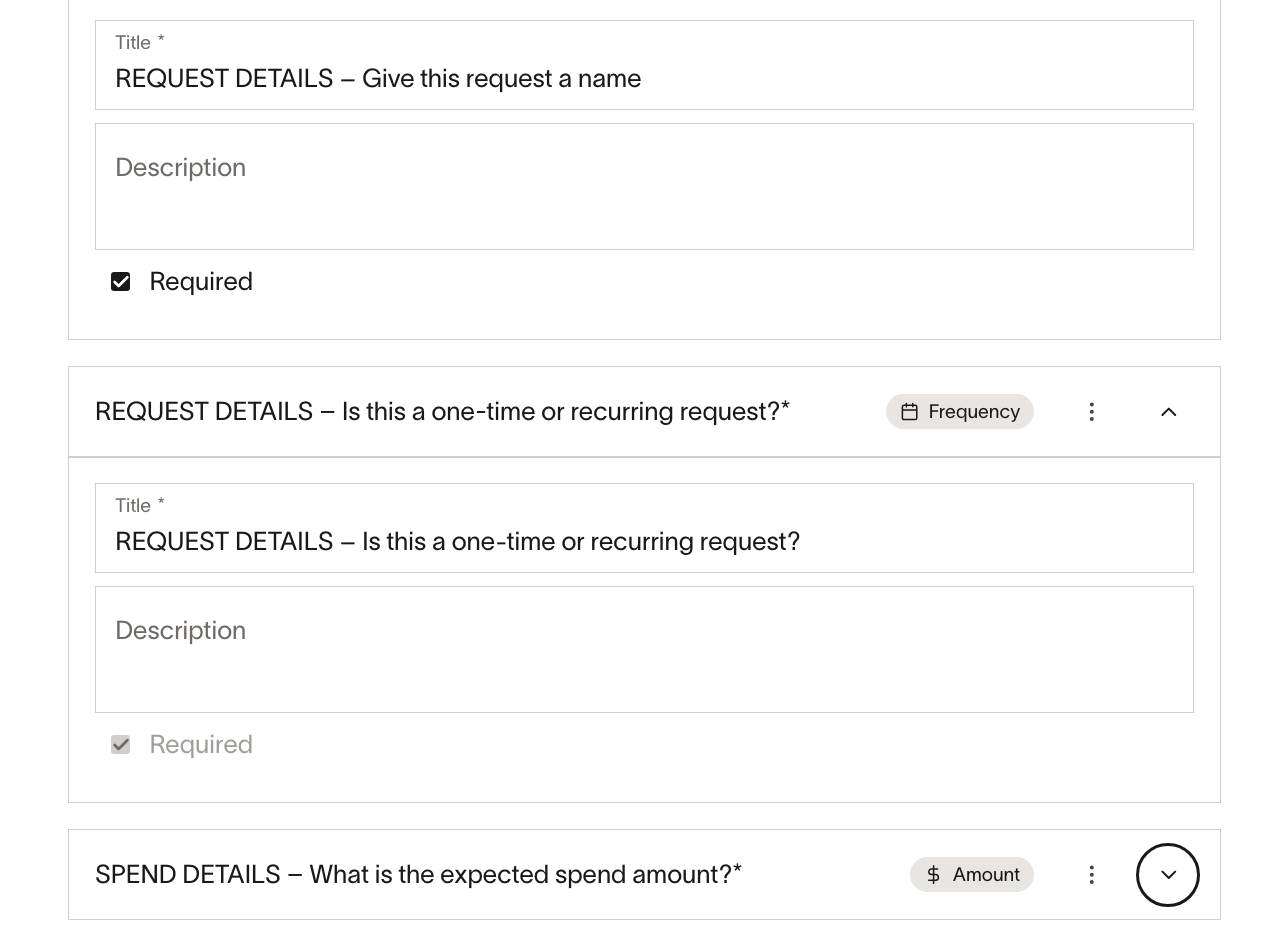 Title *
REQUEST DETAILS – Give this request a name
Description
Required
REQUEST DETAILS – Is this a one-time or recurring request?* Frequency
Title *
REQUEST DETAILS – Is this a one-time or recurring request?
Description
Required
SPEND DETAILS – What is the expected spend amount?* $ Amount